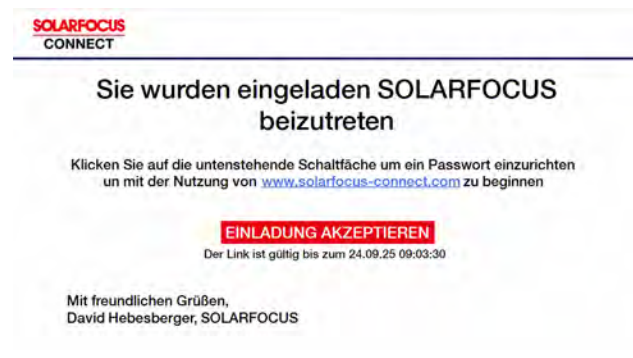 SOLARFOCUS
CONNECT
Sie wurden eingeladen SOLARFOCUS
beizutreten
Klicken Sie auf die untenstehende Schaltfäche um ein Passwort einzurichten
un mit der Nutzung von www.solarfocus-connect.com zu beginnen
EINLADUNG AKZEPTIEREN
Der Link ist gültig bis zum 24.09.25 09:03:30
Mit freundlichen Grüßen,
David Hebesberger, SOLARFOCUS